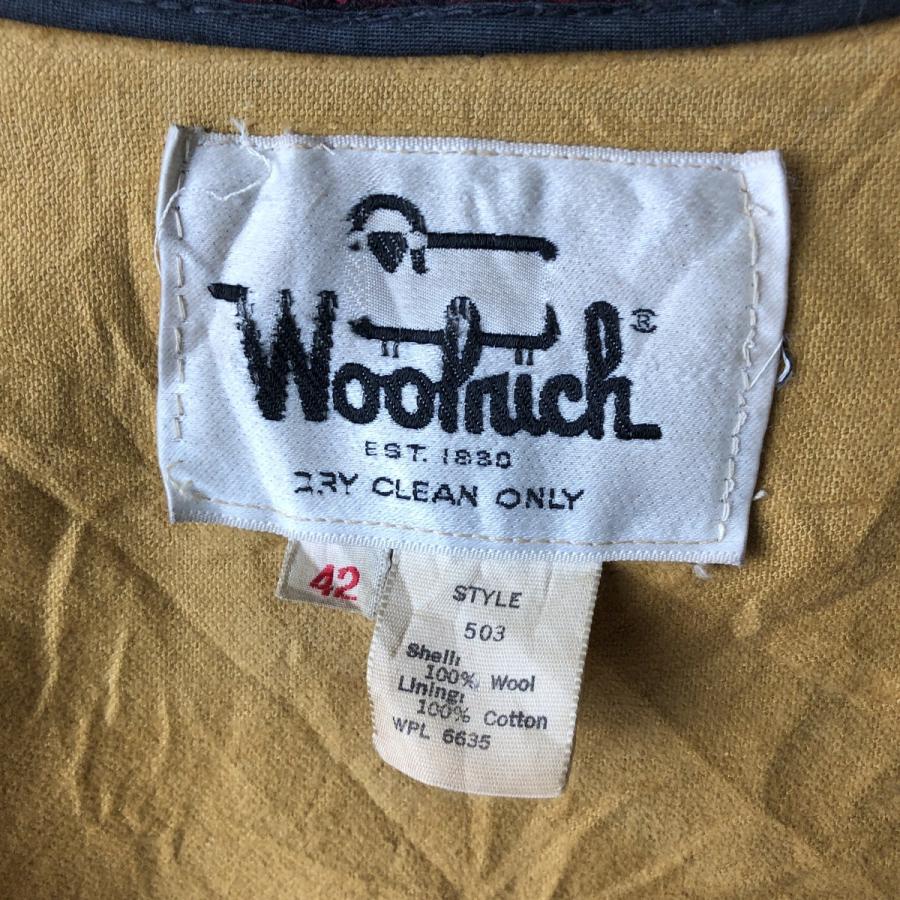 Woolrich®
EST. 1830
DRY CLEAN ONLY
42
STYLE
503
Shell:
100% Wool
Lining:
100% Cotton
WPL 6635